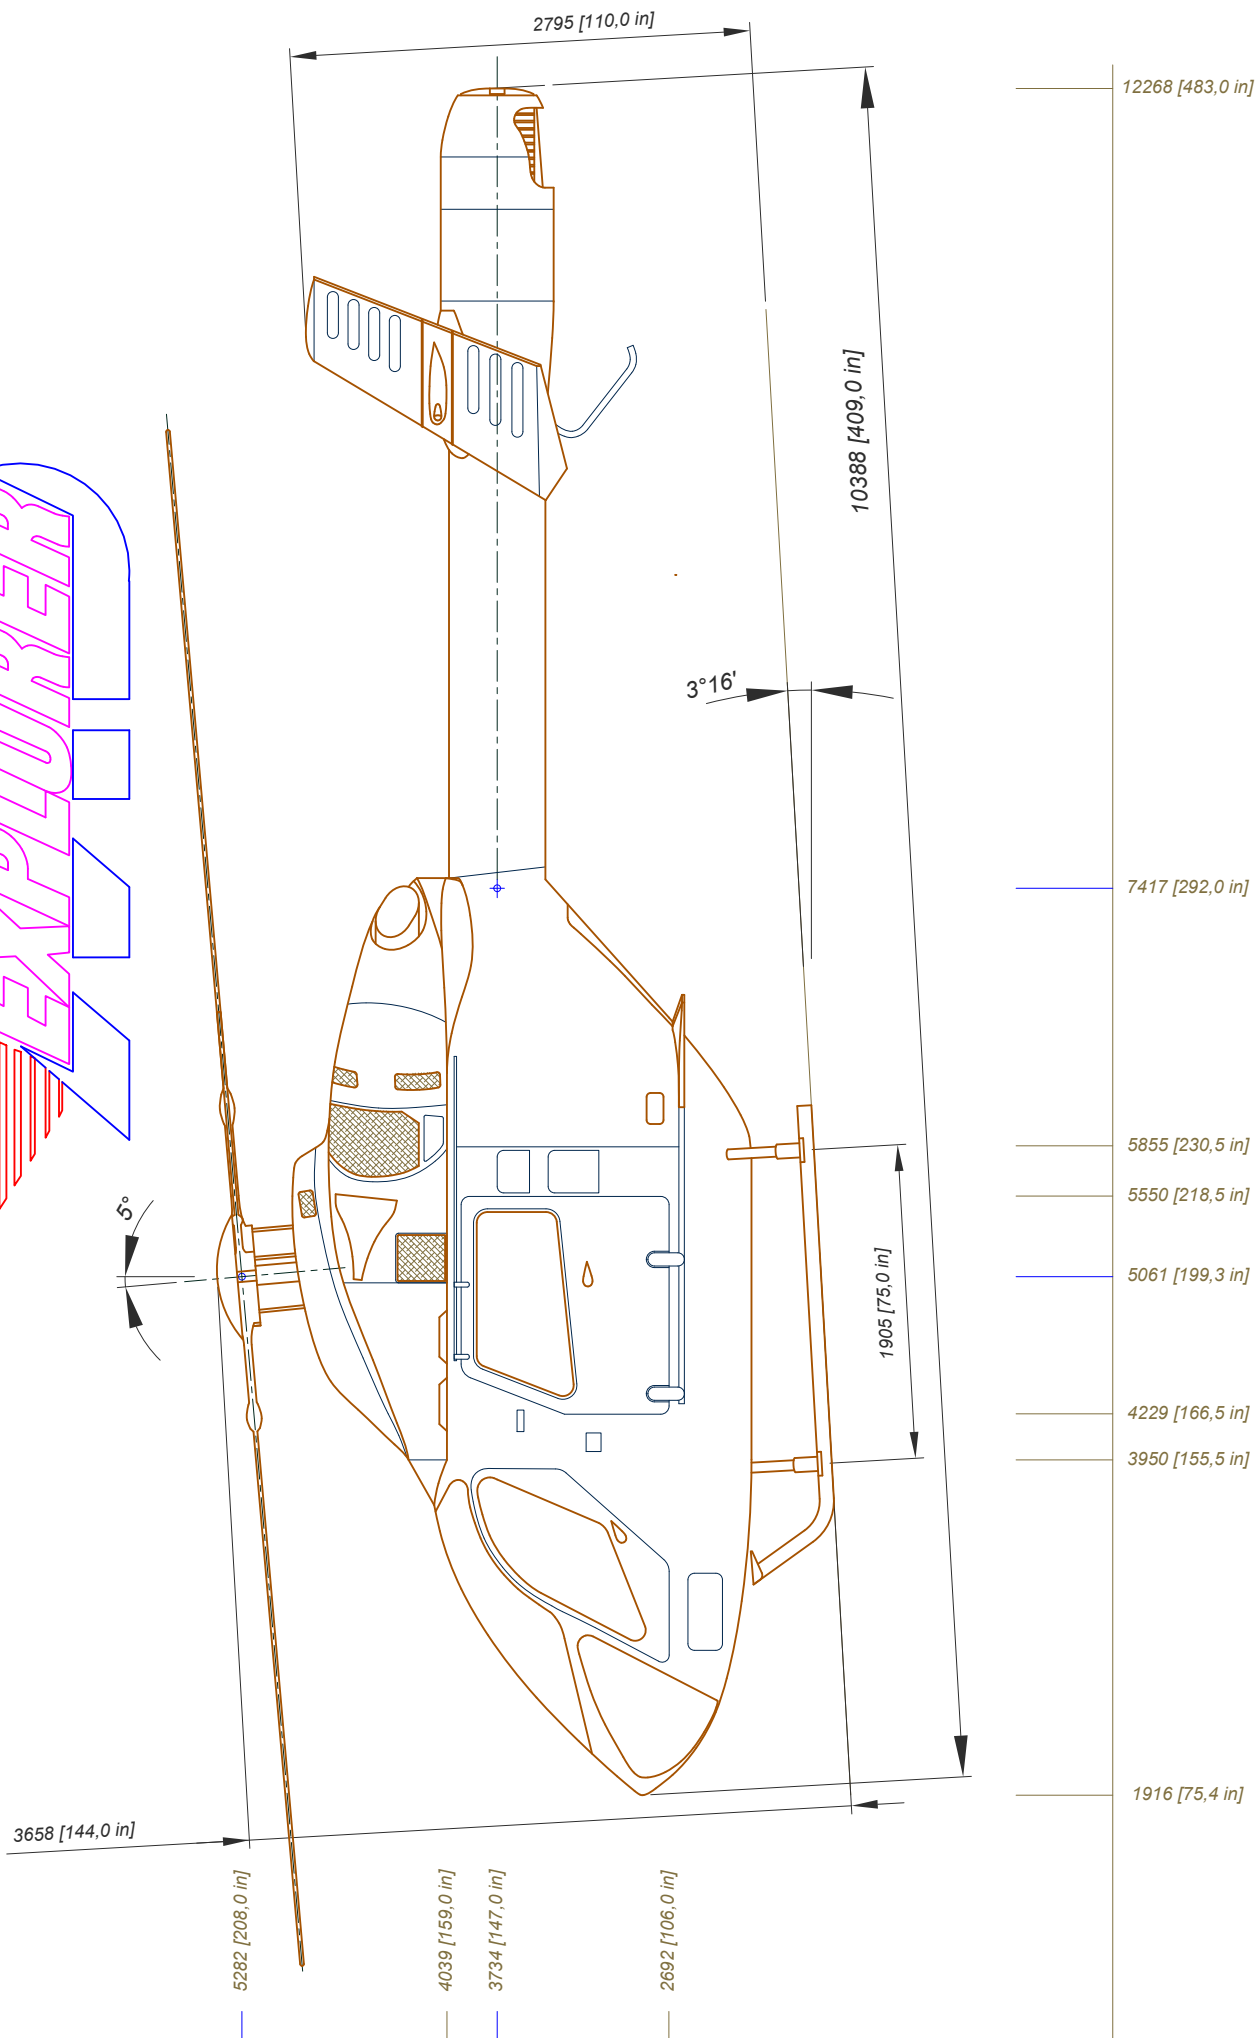 2795 [110,0 in]
12268 [483,0 in]
10388 [409,0 in]
EXPLORER
3°16'
7417 [292,0 in]
5855 [230,5 in]
5550 [218,5 in]
5°
5061 [199,3 in]
1905 [75,0 in]
4229 [166,5 in]
3950 [155,5 in]
1916 [75,4 in]
3658 [144,0 in]
5282 [208,0 in]
4039 [159,0 in]
3734 [147,0 in]
2692 [106,0 in]